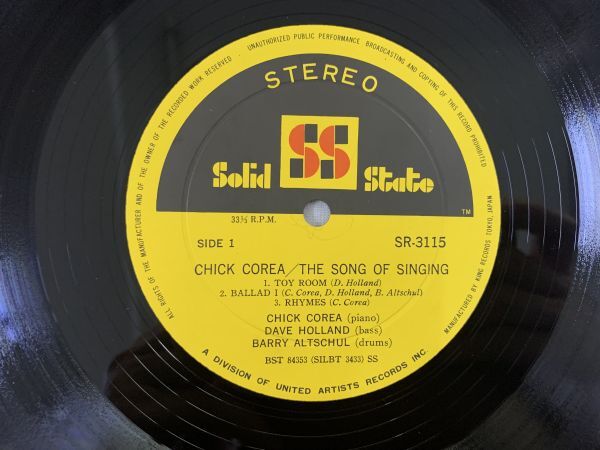 ALL RIGHTS OF THE MANUFACTURER AND OF THE OWNER OF THE RECORDED WORK RESERVED
UNAUTHORIZED PUBLIC PERFORMANCE BROADCASTING AND COPYING OF THIS RECORD PROHIBITED
STEREO
SS
Solid State
TM
33⅓ R.P.M.
SIDE 1 SR-3115
CHICK COREA/THE SONG OF SINGING
1. TOY ROOM (D. Holland)
2. BALLAD I (C. Corea, D. Holland, B. Altschul)
3. RHYMES (C. Corea)
CHICK COREA (piano)
DAVE HOLLAND (bass)
BARRY ALTSCHUL (drums)
BST 84353 (SILBT 3433) SS
A DIVISION OF UNITED ARTISTS RECORDS INC.
MANUFACTURED BY KING RECORDS TOKYO, JAPAN